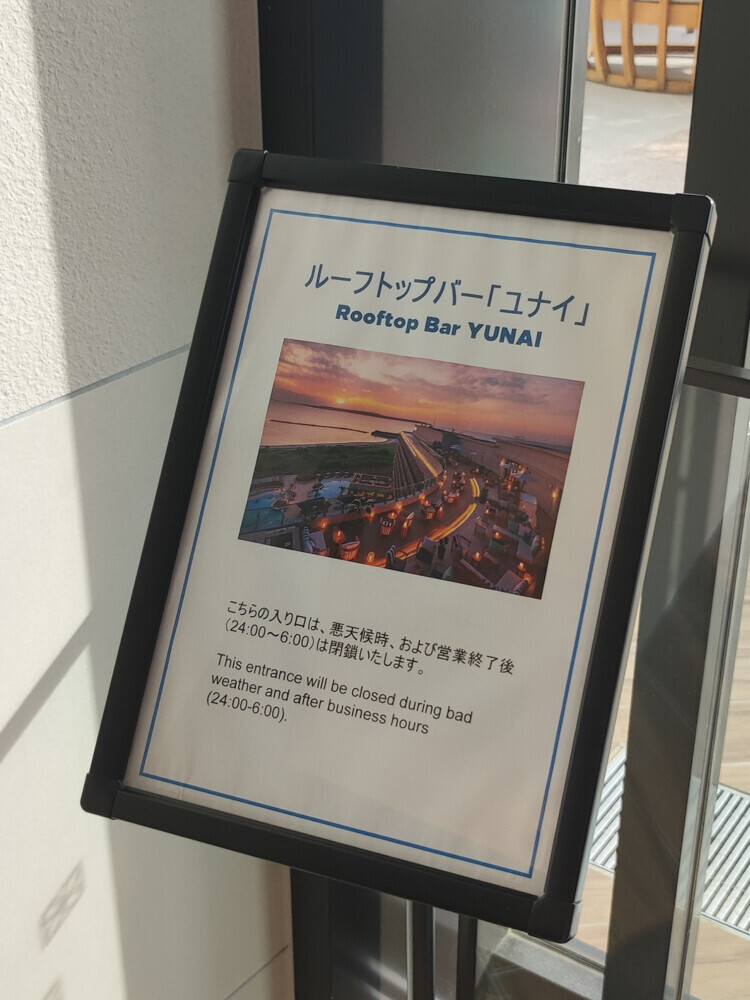 ルーフトップバー「ユナイ」
Rooftop Bar YUNAI
こちらの入り口は、悪天候時、および営業終了後
(24:00～6:00)は閉鎖いたします。
This entrance will be closed during bad
weather and after business hours
(24:00-6:00).